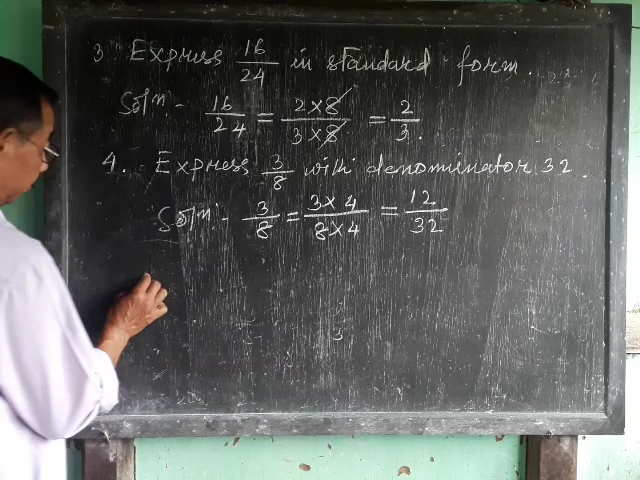 3 Express 16/24 in standard form.
Soln:- 16/24 = 2×8/3×8 = 2/3.
4. Express 3/8 with denominator 32.
Soln:- 3/8 = 3×4/8×4 = 12/32